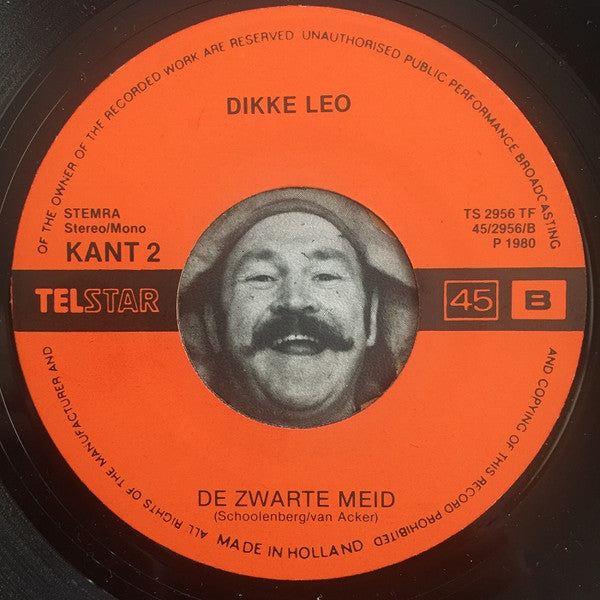 OF THE OWNER OF THE RECORDED WORK ARE RESERVED UNAUTHORISED PUBLIC PERFORMANCE BROADCASTING
DIKKE LEO
STEMRA
Stereo/Mono
KANT 2
TS 2956 TF
45/2956/B
P 1980
TELSTAR
45 B
DE ZWARTE MEID
(Schoolenberg/van Acker)
AND COPYING OF THIS RECORD PROHIBITED
ALL RIGHTS OF THE MANUFACTURER AND
MADE IN HOLLAND